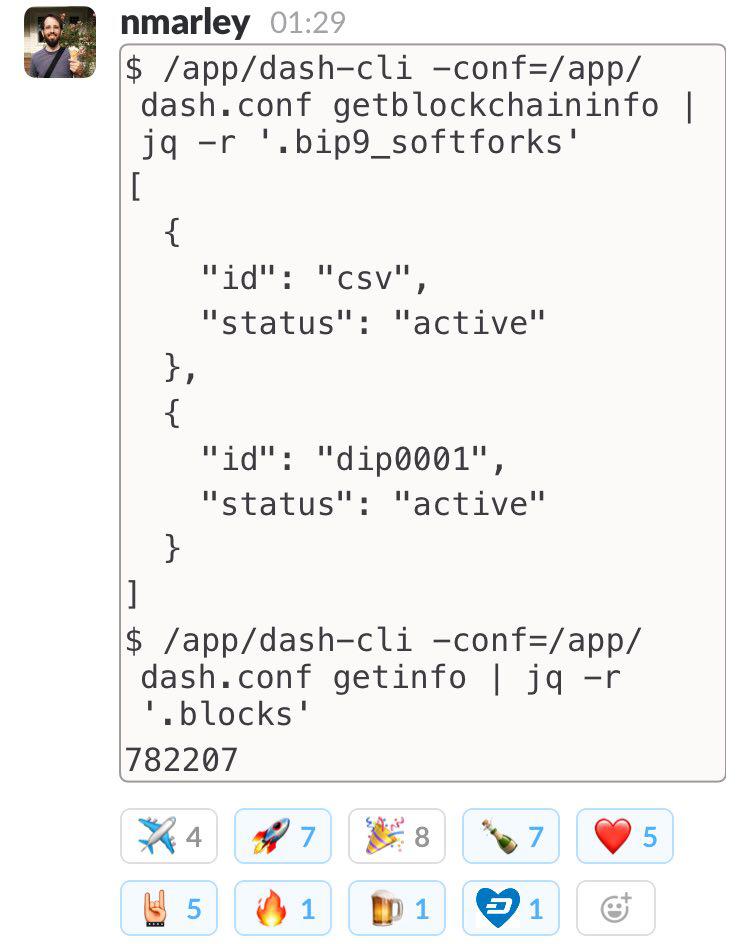 nmarley 01:29
$ /app/dash-cli -conf=/app/
dash.conf getblockchaininfo |
jq -r '.bip9_softforks'
[
{
"id": "csv",
"status": "active"
},
{
"id": "dip0001",
"status": "active"
}
]
$ /app/dash-cli -conf=/app/
dash.conf getinfo | jq -r
'.blocks'
782207
4 7 8 7 5
5 1 1 1